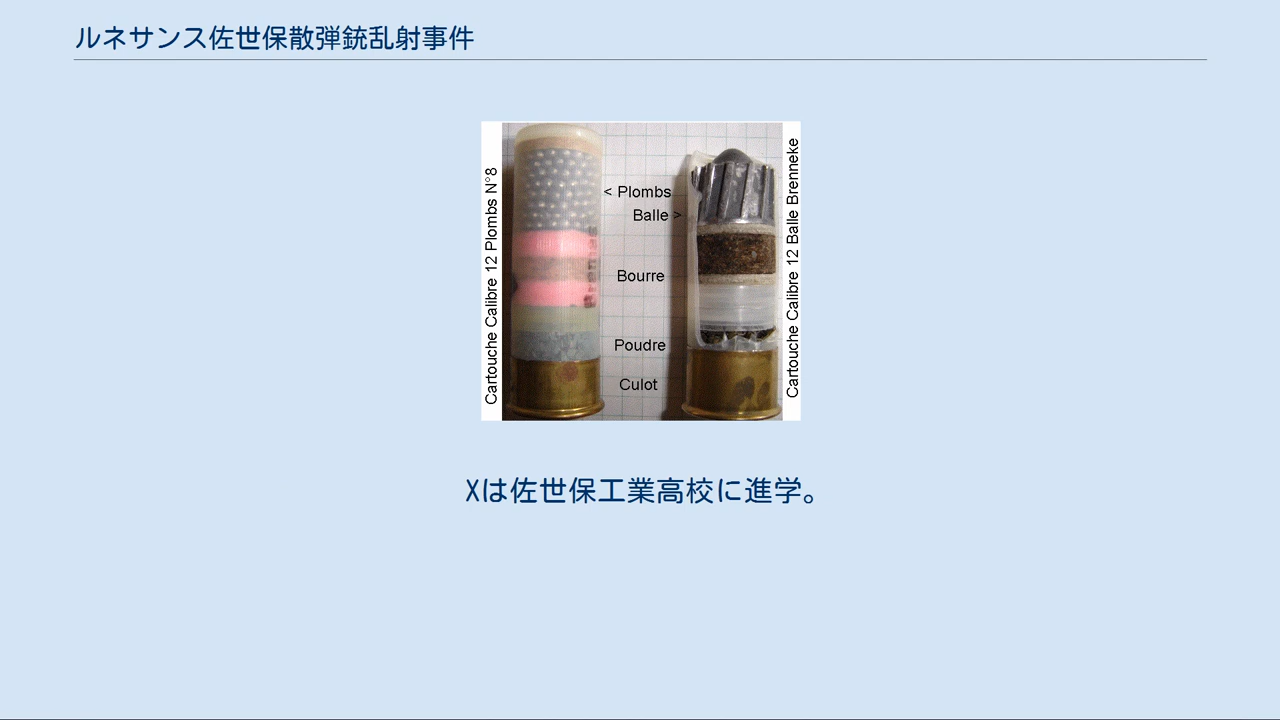 ルネサンス佐世保散弾銃乱射事件
Cartouche Calibre 12 Plombs N°8
< Plombs
Balle >
Bourre
Poudre
Culot
Cartouche Calibre 12 Balle Brenneke
Xは佐世保工業高校に進学。